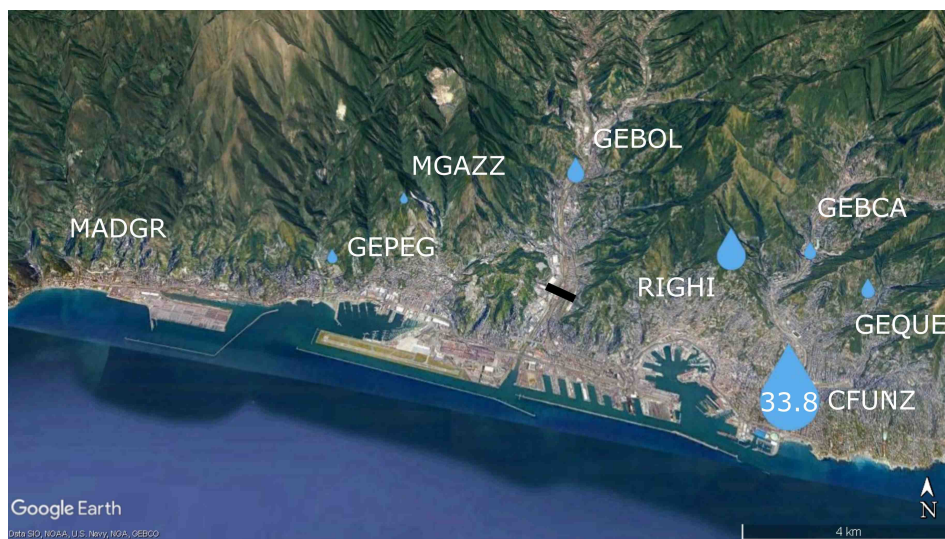 GEBOL
MGAZZ
GEBCA
MADGR
GEPEG
RIGHI
GEQUE
33.8 CFUNZ
Google Earth
N
Data SIO, NOAA, U.S. Navy, NGA, GEBCO
4 km